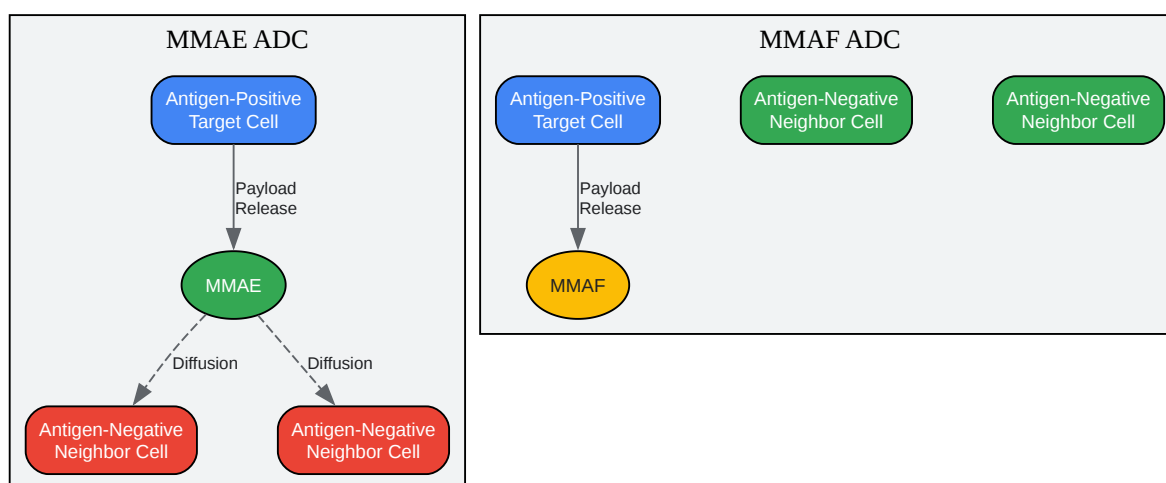 MMAE ADC
Antigen-Positive
Target Cell
Payload
Release
MMAE
Diffusion
Diffusion
Antigen-Negative
Neighbor Cell
Antigen-Negative
Neighbor Cell
MMAF ADC
Antigen-Positive
Target Cell
Antigen-Negative
Neighbor Cell
Antigen-Negative
Neighbor Cell
Payload
Release
MMAF